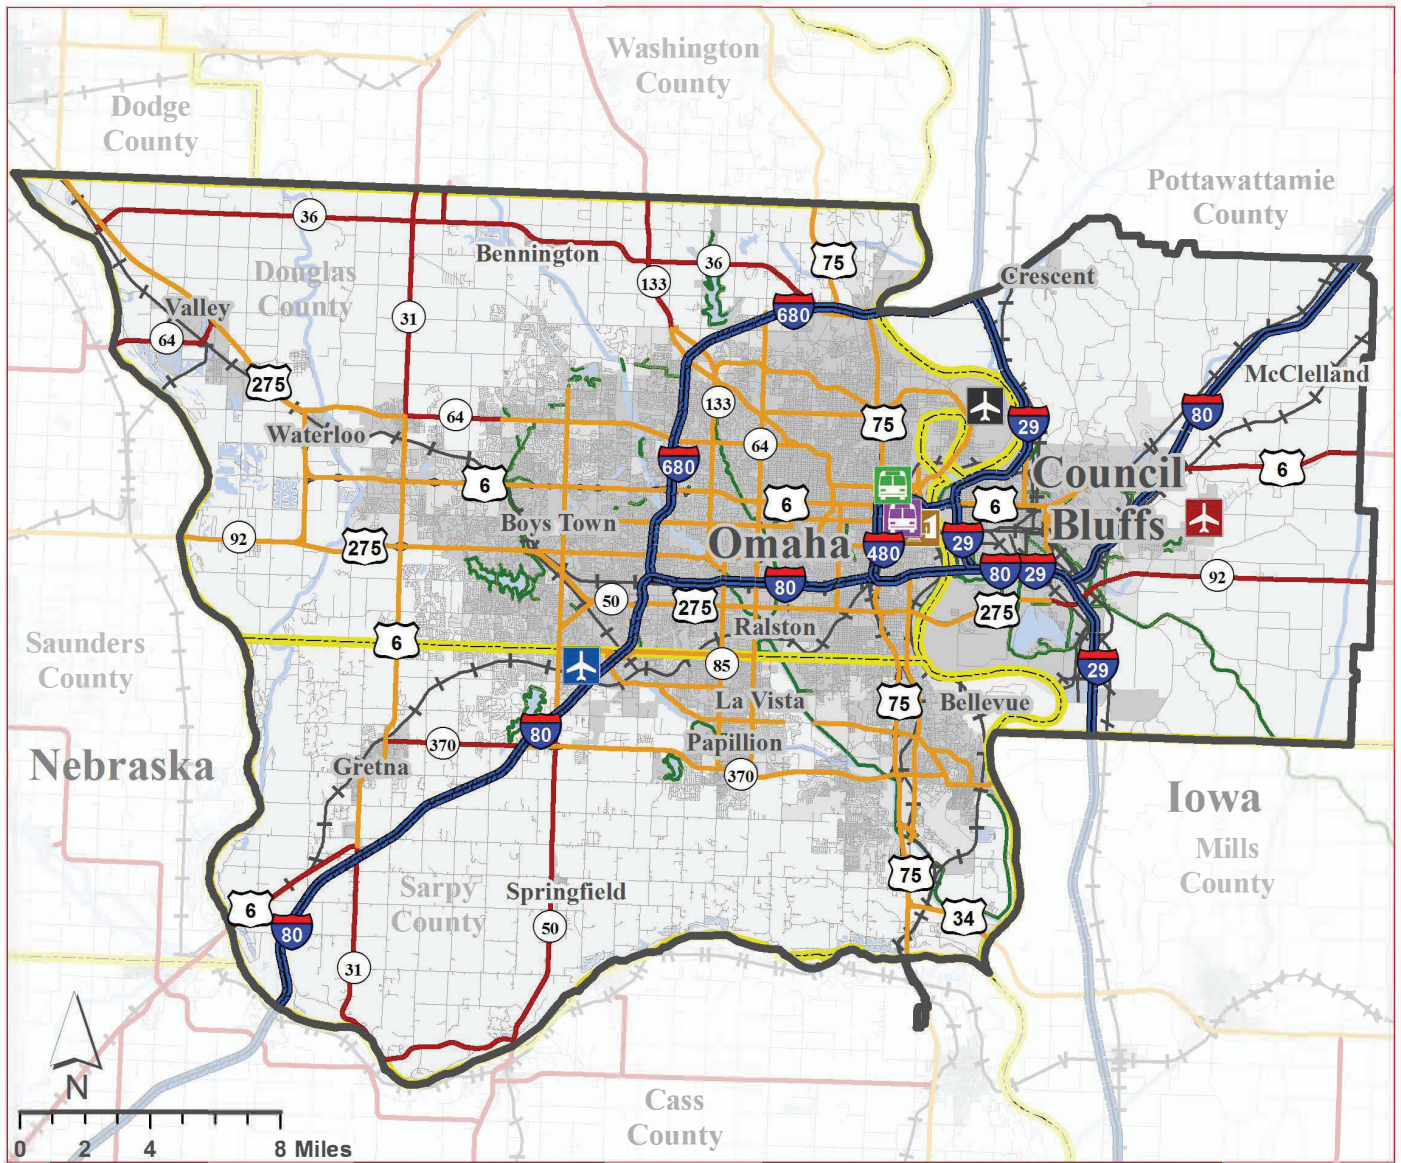 Washington
County
Dodge
County
Pottawattamie
County
36
Bennington
36
75
Douglas
County
133
Crescent
Valley
31
680
64
McClelland
275
133
80
64
75
29
Waterloo
64
680
Council
6
6
6
6
Boys Town
Bluffs
92
275
Omaha
480
29
80
80
29
92
50
275
275
6
Ralston
Saunders
County
85
29
La Vista
75
Bellevue
80
370
Papillion
Nebraska
Gretna
370
Iowa
Mills
County
75
Sarpy
County
Springfield
6
34
80
50
31
N
Cass
County
0 2 4 8 Miles